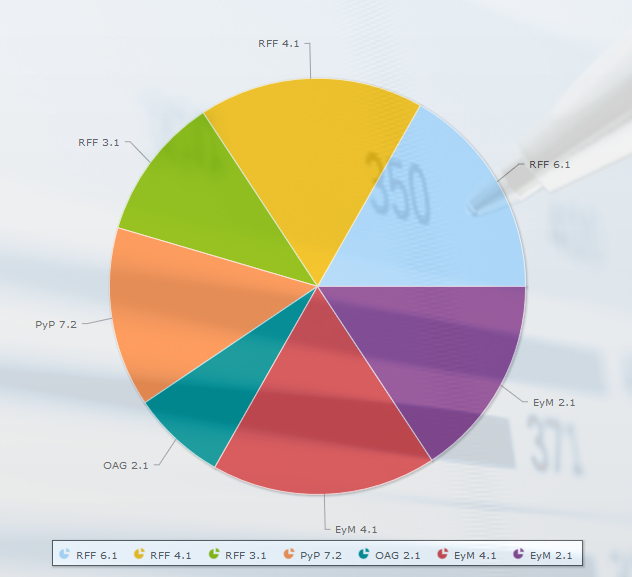 RFF 4.1
RFF 3.1
350
RFF 6.1
PyP 7.2
EyM 2.1
371
OAG 2.1
EyM 4.1
RFF 6.1 RFF 4.1 RFF 3.1 PyP 7.2 OAG 2.1 EyM 4.1 EyM 2.1